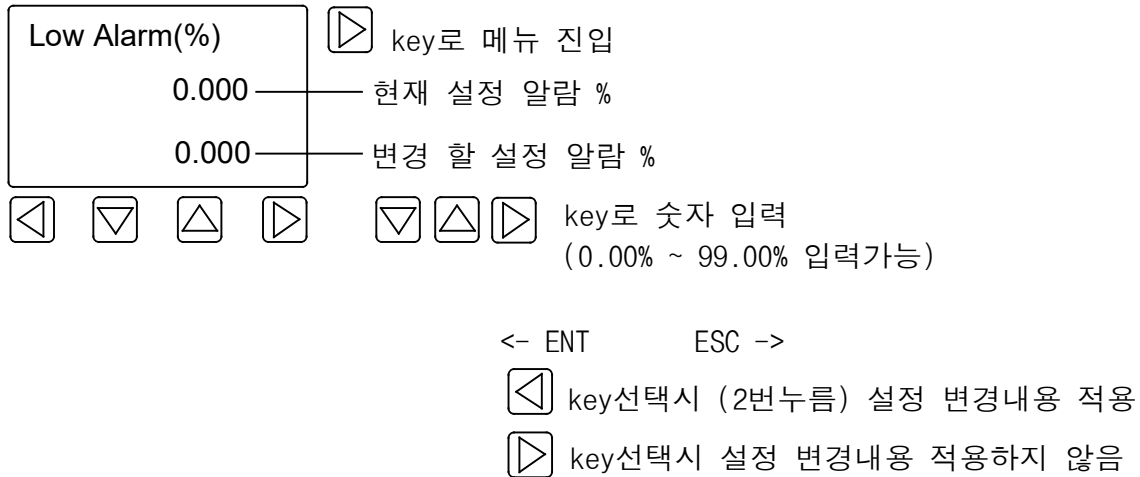 Low Alarm(%)
key로 메뉴 진입
0.000
현재 설정 알람 %
0.000
변경 할 설정 알람 %
key로 숫자 입력
(0.00% ~ 99.00% 입력가능)
<- ENT ESC ->
key선택시 (2번누름) 설정 변경내용 적용
key선택시 설정 변경내용 적용하지 않음